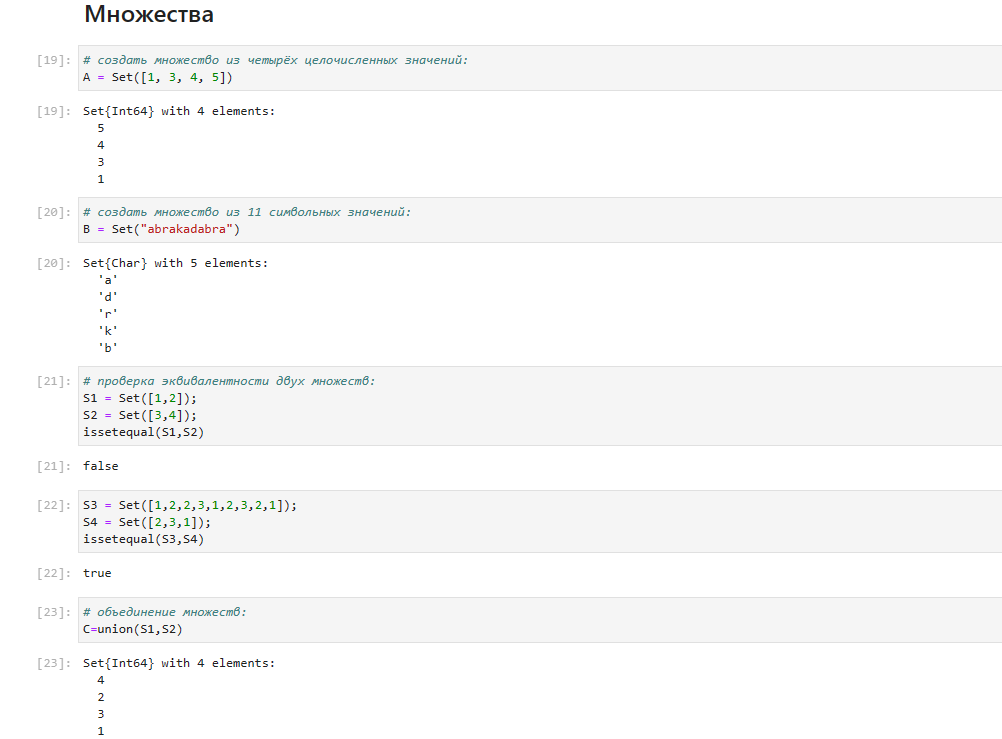 Множества
[19]: # создать множество из четырёх целочисленных значений:
A = Set([1, 3, 4, 5])
[19]: Set{Int64} with 4 elements:
5
4
3
1
[20]: # создать множество из 11 символьных значений:
B = Set("abrakadabra")
[20]: Set{Char} with 5 elements:
'a'
'd'
'r'
'k'
'b'
[21]: # проверка эквивалентности двух множеств:
S1 = Set([1,2]);
S2 = Set([3,4]);
issetequal(S1,S2)
[21]: false
[22]: S3 = Set([1,2,2,3,1,2,3,2,1]);
S4 = Set([2,3,1]);
issetequal(S3,S4)
[22]: true
[23]: # объединение множеств:
C=union(S1,S2)
[23]: Set{Int64} with 4 elements:
4
2
3
1